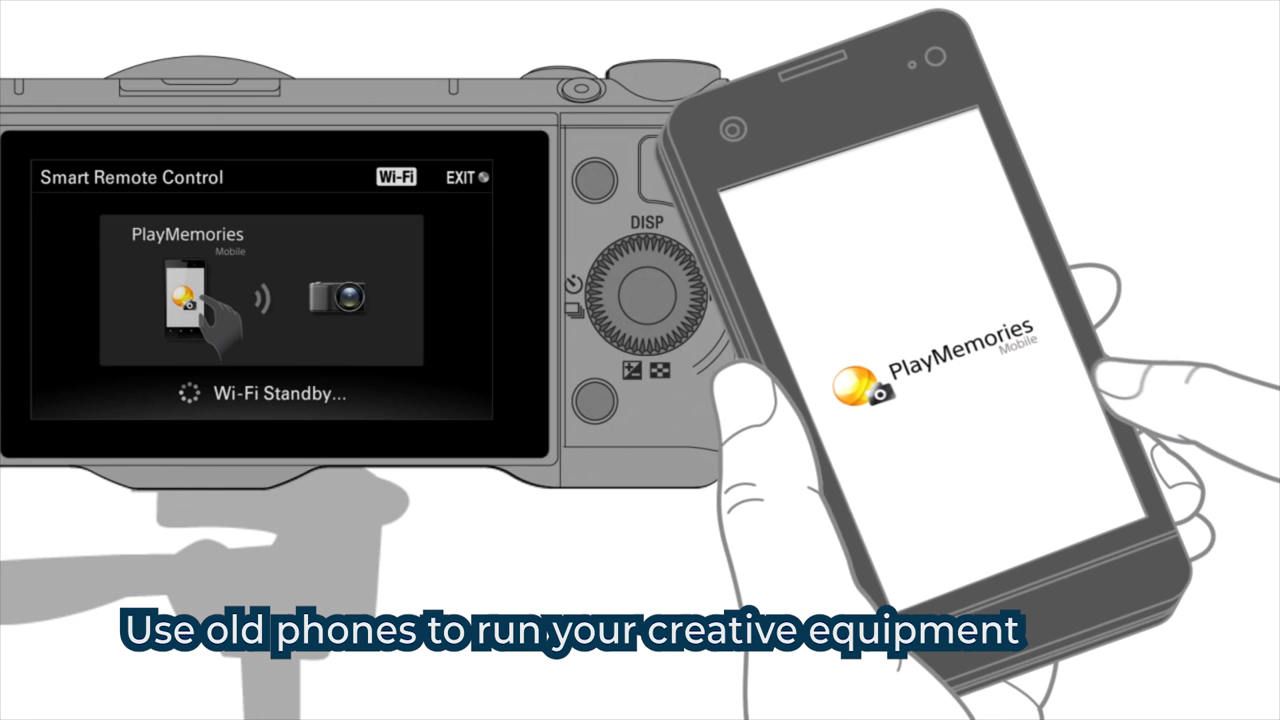 Smart Remote Control
Wi-Fi
EXIT
PlayMemories
Mobile
Wi-Fi Standby...
DISP
PlayMemories
Mobile
Use old phones to run your creative equipment